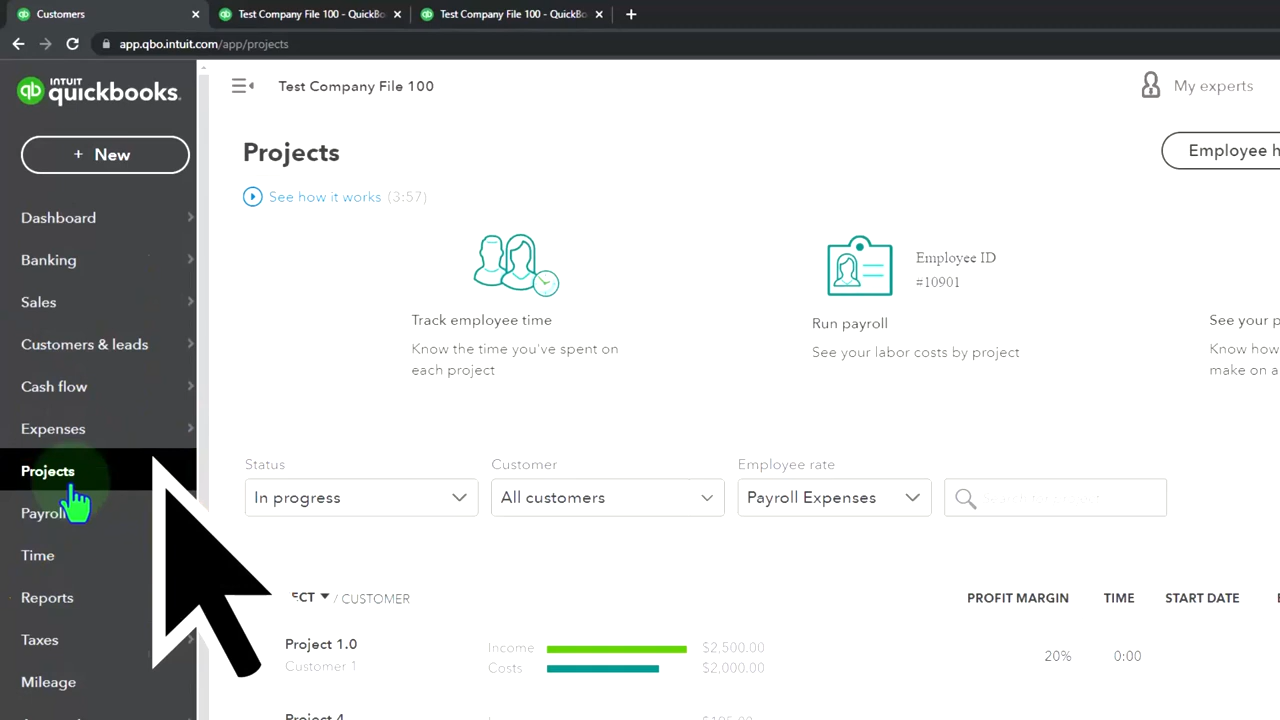 Customers
Test Company File 100 - QuickBo
Test Company File 100 - QuickBo
app.qbo.intuit.com/app/projects
INTUIT
quickbooks.
Test Company File 100
My experts
+ New
Projects
Employee h
See how it works (3:57)
Dashboard
Banking
Sales
Customers & leads
Cash flow
Expenses
Projects
Payroll
Time
Reports
Taxes
Mileage
Track employee time
Know the time you've spent on
each project
Employee ID
#10901
Run payroll
See your labor costs by project
See your p
Know how
make on a
Status
Customer
Employee rate
In progress
All customers
Payroll Expenses
ECT / CUSTOMER
PROFIT MARGIN
TIME
START DATE
Project 1.0
Customer 1
Income
$2,500.00
Costs
$2,000.00
20%
0:00
Project 4